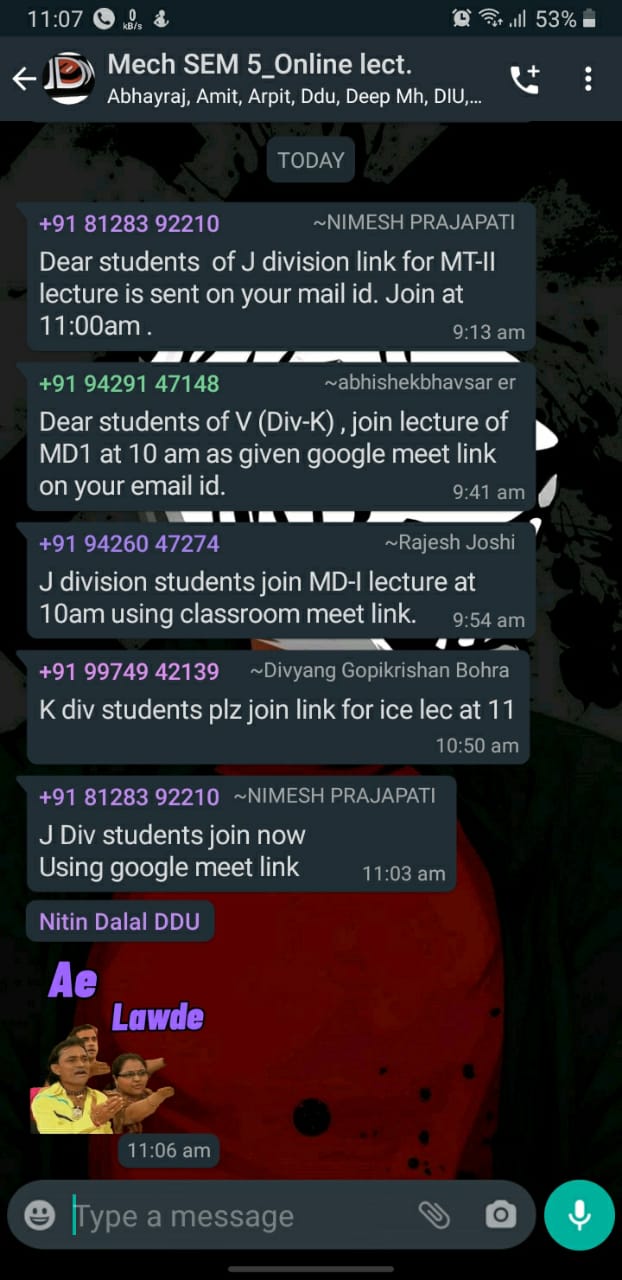 11:07 0 kB/s 53%
Mech SEM 5_Online lect.
Abhayraj, Amit, Arpit, Ddu, Deep Mh, DIU,...
TODAY
+91 81283 92210 ~NIMESH PRAJAPATI
Dear students of J division link for MT-II
lecture is sent on your mail id. Join at
11:00am .
9:13 am
+91 94291 47148 ~abhishekbhavsar er
Dear students of V (Div-K) , join lecture of
MD1 at 10 am as given google meet link
on your email id.
9:41 am
+91 94260 47274 ~Rajesh Joshi
J division students join MD-I lecture at
10am using classroom meet link.
9:54 am
+91 99749 42139 ~Divyang Gopikrishan Bohra
K div students plz join link for ice lec at 11
10:50 am
+91 81283 92210 ~NIMESH PRAJAPATI
J Div students join now
Using google meet link
11:03 am
Nitin Dalal DDU
Ae
Lawde
11:06 am
Type a message